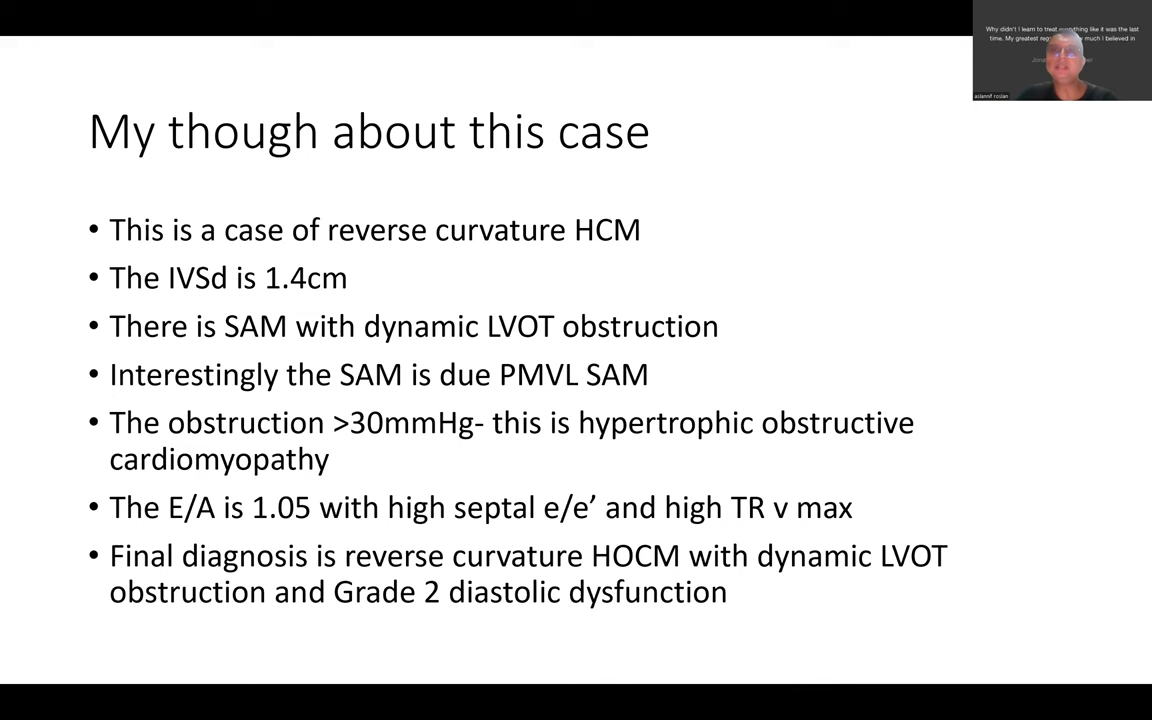 Why didn't I learn to treat everything like it was the last
time. My greatest much I believed in
aslannif roslan
My though about this case
• This is a case of reverse curvature HCM
• The IVSd is 1.4cm
• There is SAM with dynamic LVOT obstruction
• Interestingly the SAM is due PMVL SAM
• The obstruction >30mmHg- this is hypertrophic obstructive
cardiomyopathy
• The E/A is 1.05 with high septal e/e’ and high TR v max
• Final diagnosis is reverse curvature HOCM with dynamic LVOT
obstruction and Grade 2 diastolic dysfunction